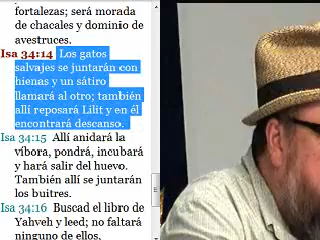 fortalezas; será morada
de chacales y dominio de
avestruces.
Isa 34:14 Los gatos
salvajes se juntarán con
hienas y un sátiro
llamará al otro; también
allí reposará Lilit y en él
encontrará descanso.
Isa 34:15 Allí anidará la
víbora, pondrá, incubará
y hará salir del huevo.
También allí se juntarán
los buitres.
Isa 34:16 Buscad el libro de
Yahveh y leed; no faltará
ninguno de ellos,